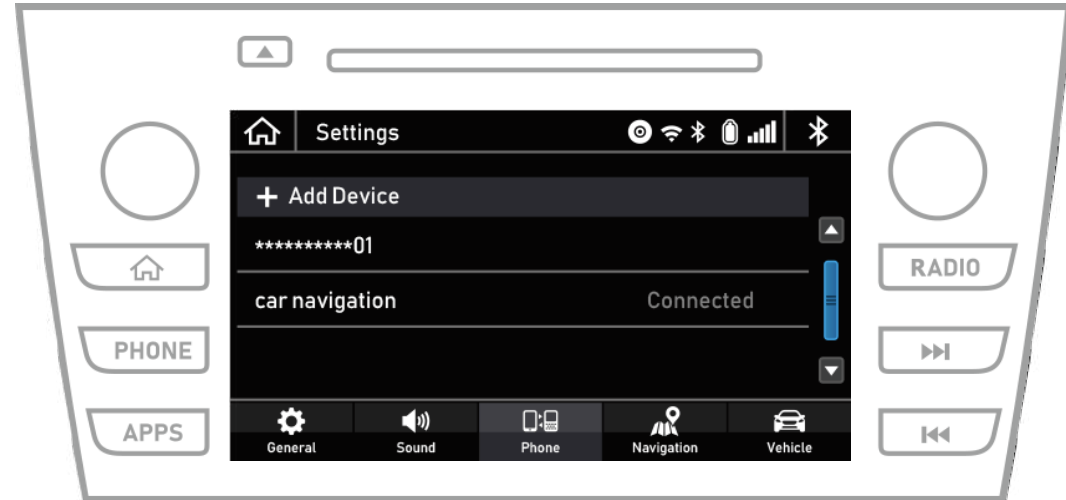 Settings
+ Add Device
**********01
car navigation Connected
General Sound Phone Navigation Vehicle
PHONE
APPS
RADIO